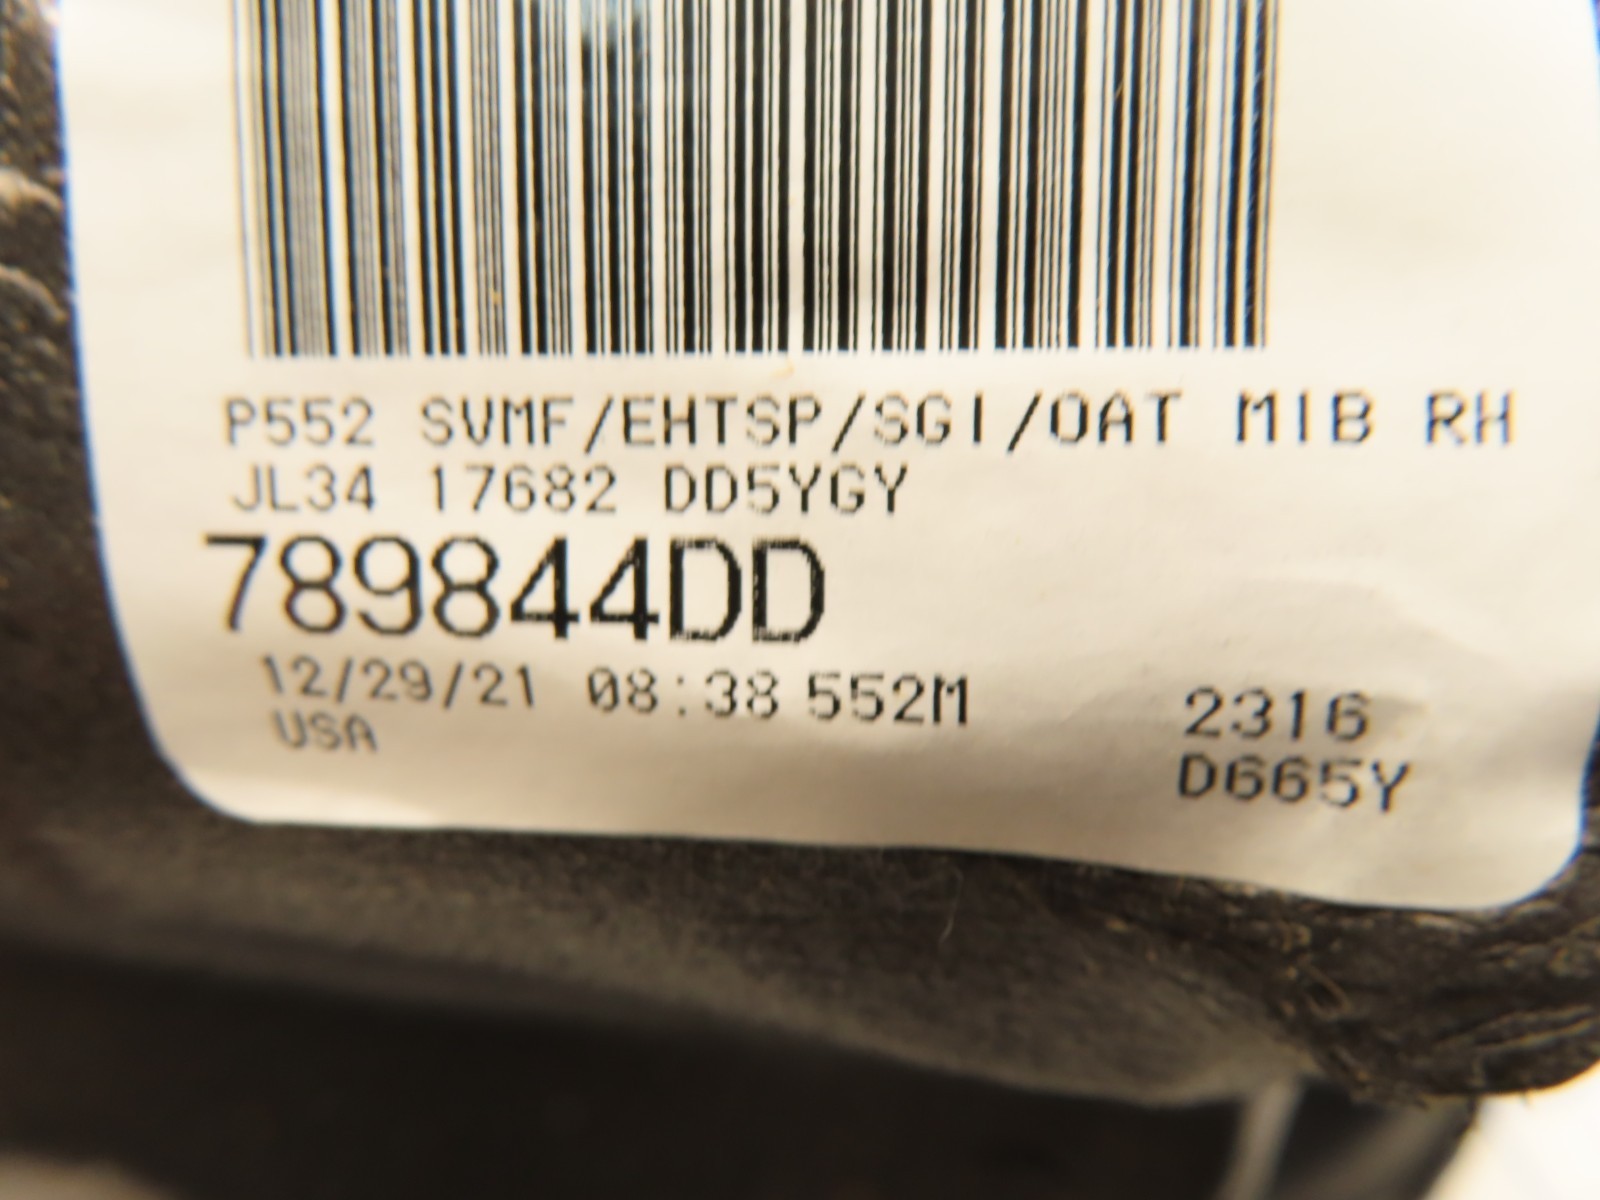 P552 SVMF/EHTSP/SGI/OAT MIB RH
JL34 17682 DD5YGY
789844DD
12/29/21 08:38 552M 2316
USA D665Y